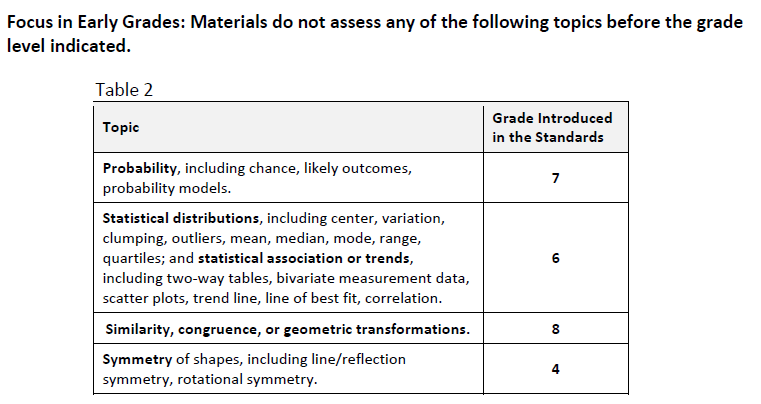 Focus in Early Grades: Materials do not assess any of the following topics before the grade
level indicated.
Table 2
Topic
Grade Introduced
in the Standards
Probability, including chance, likely outcomes,
probability models.
7
Statistical distributions, including center, variation,
clumping, outliers, mean, median, mode, range,
quartiles; and statistical association or trends,
including two-way tables, bivariate measurement data,
scatter plots, trend line, line of best fit, correlation.
6
Similarity, congruence, or geometric transformations.
8
Symmetry of shapes, including line/reflection
symmetry, rotational symmetry.
4